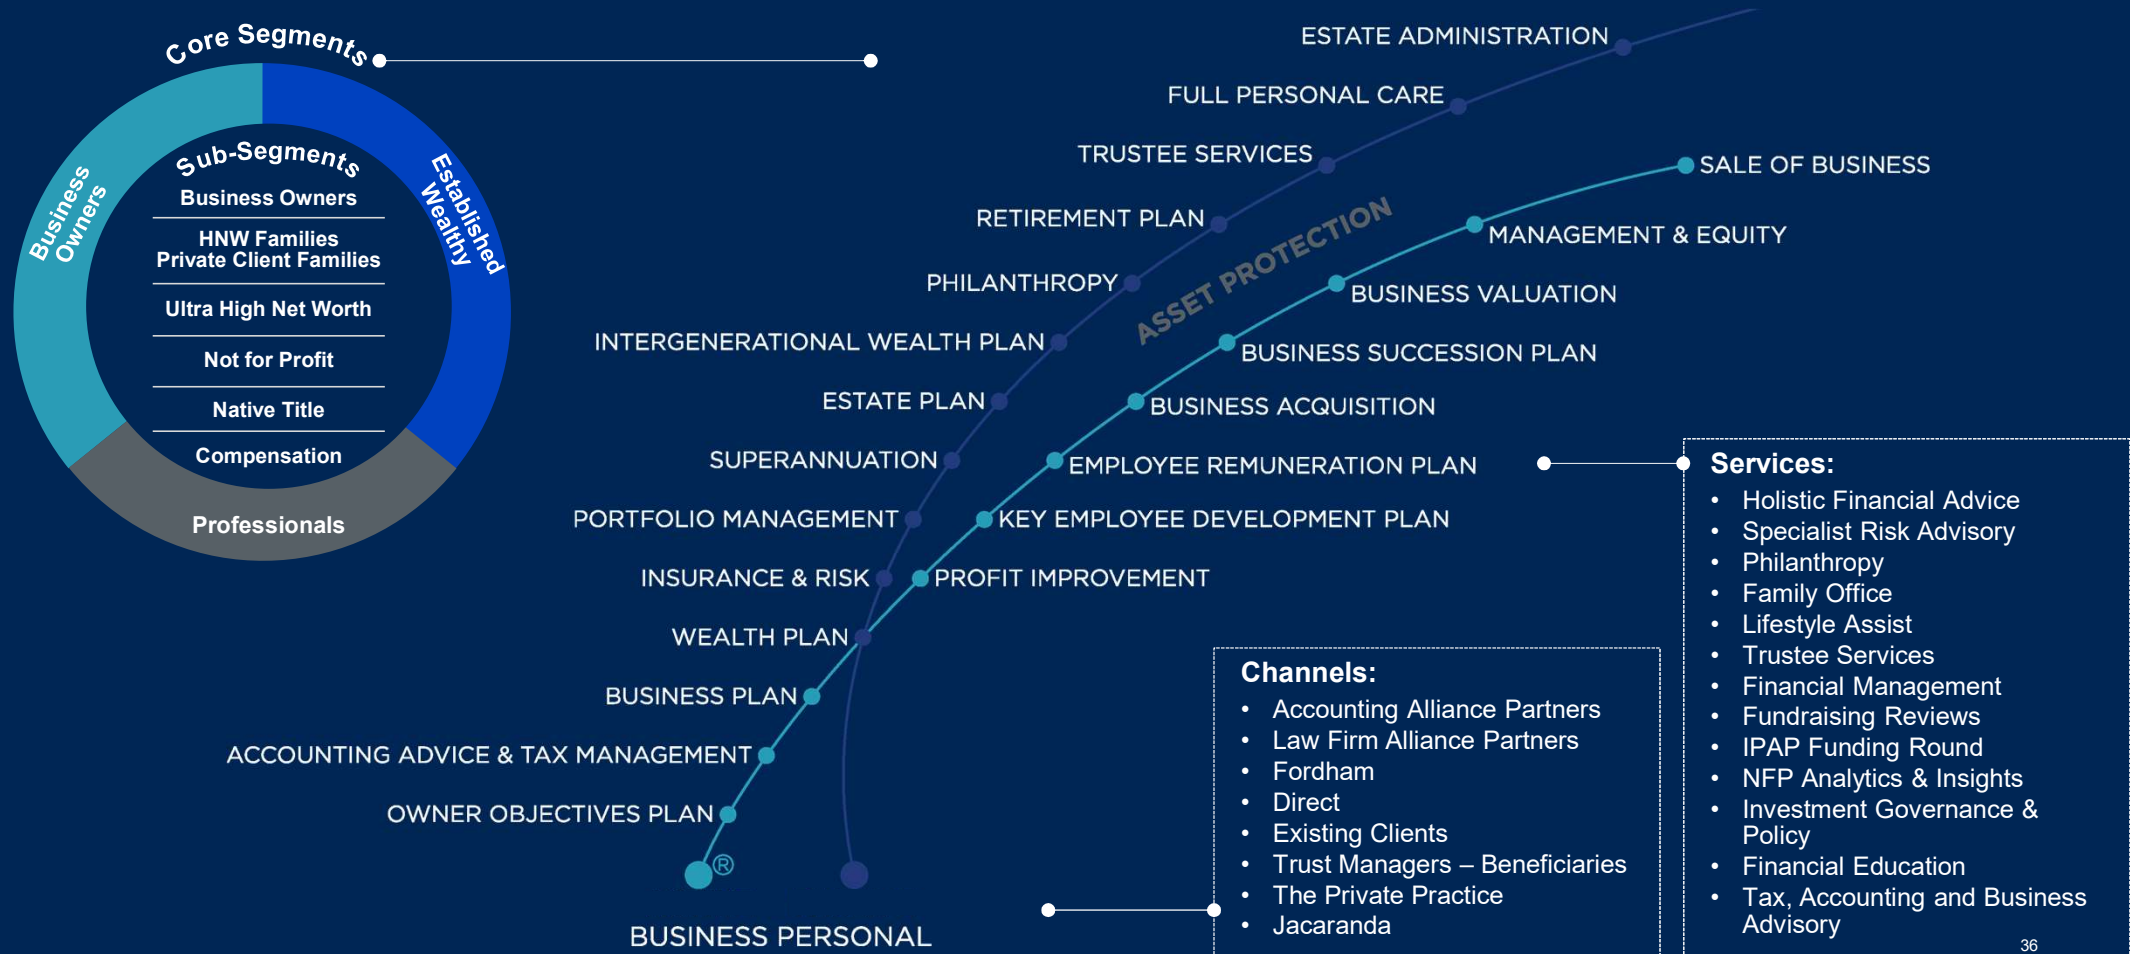 Core Segments
Business
Owners
Established
Wealthy
Professionals
Sub-Segments
Business Owners
HNW Families
Private Client Families
Ultra High Net Worth
Not for Profit
Native Title
Compensation
ESTATE ADMINISTRATION
FULL PERSONAL CARE
TRUSTEE SERVICES
RETIREMENT PLAN
PHILANTHROPY
INTERGENERATIONAL WEALTH PLAN
ESTATE PLAN
SUPERANNUATION
PORTFOLIO MANAGEMENT
INSURANCE & RISK
WEALTH PLAN
BUSINESS PLAN
ACCOUNTING ADVICE & TAX MANAGEMENT
OWNER OBJECTIVES PLAN
®
BUSINESS PERSONAL
ASSET PROTECTION
SALE OF BUSINESS
MANAGEMENT & EQUITY
BUSINESS VALUATION
BUSINESS SUCCESSION PLAN
BUSINESS ACQUISITION
EMPLOYEE REMUNERATION PLAN
KEY EMPLOYEE DEVELOPMENT PLAN
PROFIT IMPROVEMENT
Channels:
• Accounting Alliance Partners
• Law Firm Alliance Partners
• Fordham
• Direct
• Existing Clients
• Trust Managers – Beneficiaries
• The Private Practice
• Jacaranda
Services:
• Holistic Financial Advice
• Specialist Risk Advisory
• Philanthropy
• Family Office
• Lifestyle Assist
• Trustee Services
• Financial Management
• Fundraising Reviews
• IPAP Funding Round
• NFP Analytics & Insights
• Investment Governance &
Policy
• Financial Education
• Tax, Accounting and Business
Advisory
36